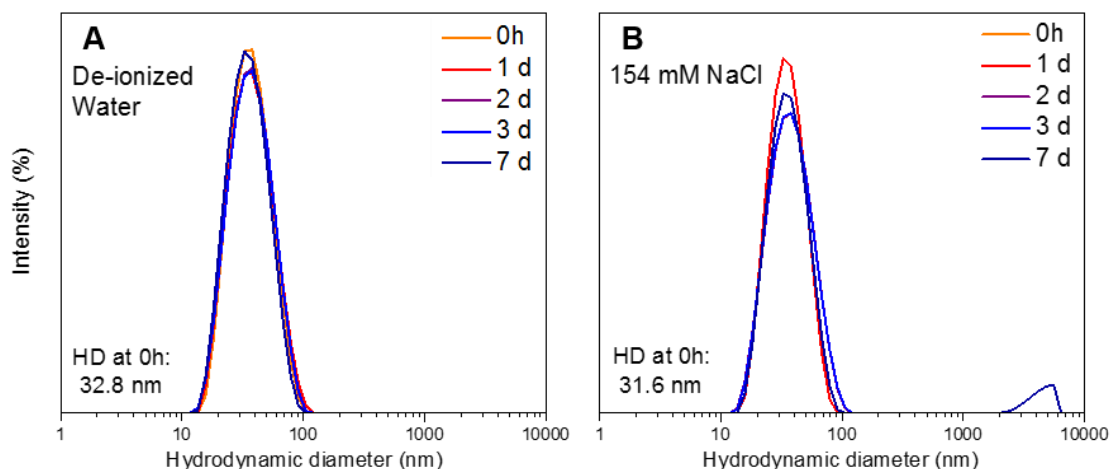 A
De-ionized
Water
0h
1 d
2 d
3 d
7 d
HD at 0h:
32.8 nm
Intensity (%)
1
10
100
1000
10000
Hydrodynamic diameter (nm)
B
154 mM NaCl
0h
1 d
2 d
3 d
7 d
HD at 0h:
31.6 nm
1
10
100
1000
10000
Hydrodynamic diameter (nm)